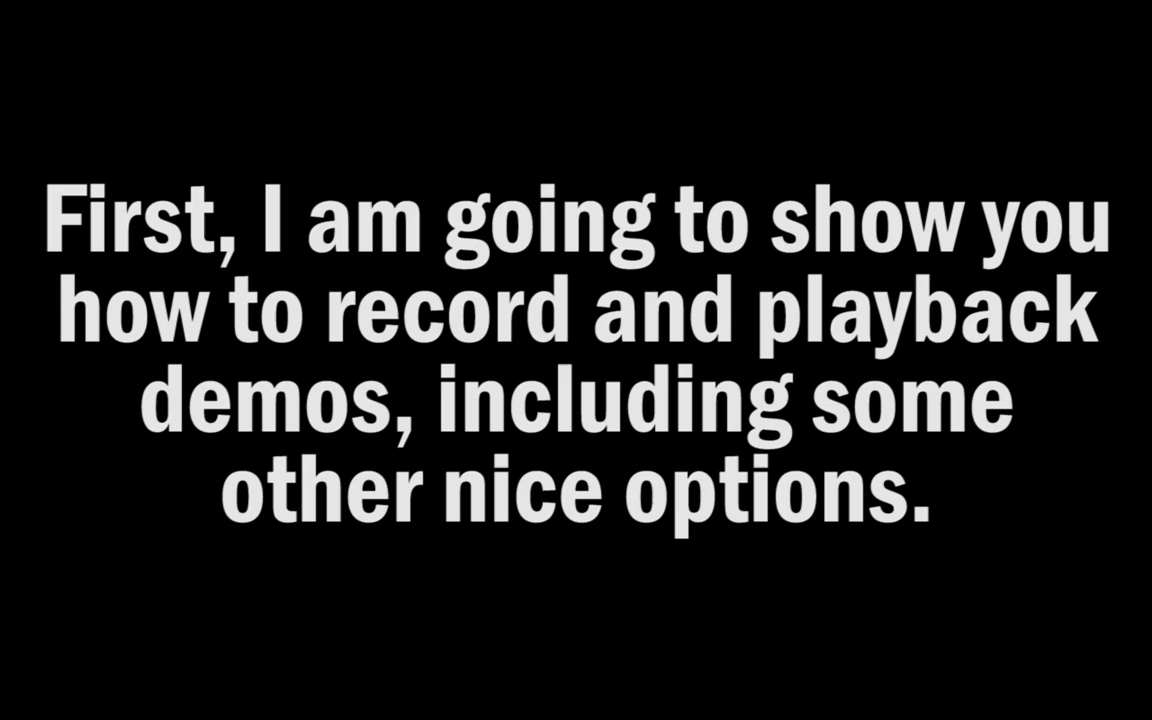 First, I am going to show you
how to record and playback
demos, including some
other nice options.